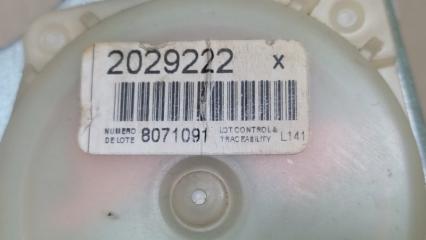 2029222 X
NUMERO DE LOTE 8071091 LOT CONTROL & TRACEABILITY L141